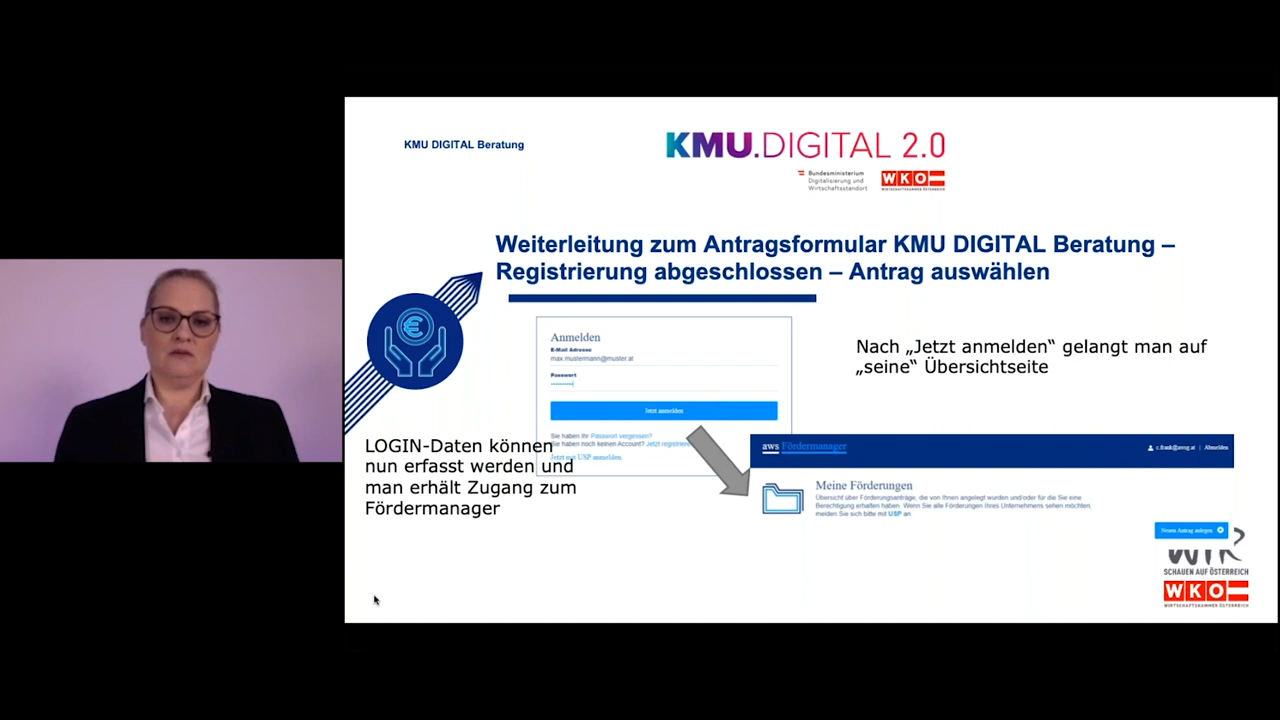 KMU DIGITAL Beratung
KMU.DIGITAL 2.0
Bundesministerium
Digitalisierung und
Wirtschaftsstandort
WKO
WIRTSCHAFTSKAMMER ÖSTERREICH
Weiterleitung zum Antragsformular KMU DIGITAL Beratung –
Registrierung abgeschlossen – Antrag auswählen
Anmelden
E-Mail Adresse
max.mustermann@muster.at
Passwort
Jetzt anmelden
Sie haben Ihr Passwort vergessen?
Sie haben noch keinen Account? Jetzt registrieren
Jetzt mit USP anmelden
Nach „Jetzt anmelden“ gelangt man auf
„seine“ Übersichtseite
LOGIN-Daten können
nun erfasst werden und
man erhält Zugang zum
Fördermanager
aws Fördermanager
c.frank@awsg.at | Abmelden
Meine Förderungen
Übersicht über Förderungsanträge, die von Ihnen angelegt wurden und/oder für die Sie eine
Berechtigung erhalten haben. Wenn Sie alle Förderungen Ihres Unternehmens sehen möchten,
melden Sie sich bitte mit USP an.
Neuen Antrag anlegen
WIR
SCHAUEN AUF ÖSTERREICH
WKO
WIRTSCHAFTSKAMMER ÖSTERREICH